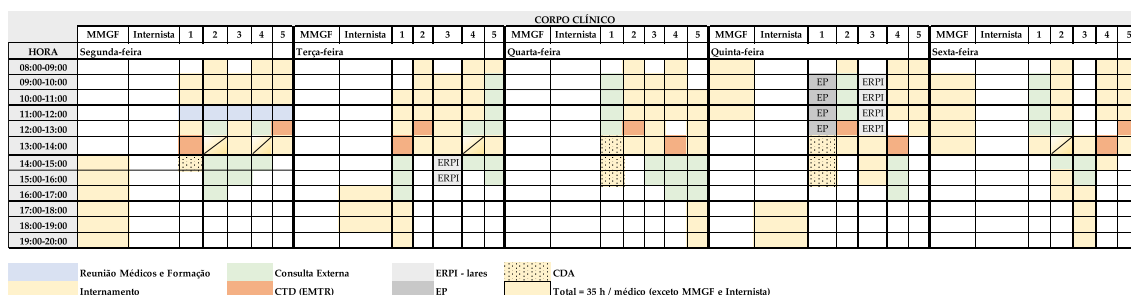 CORPO CLÍNICO
MMGF Internista 1 2 3 4 5 MMGF Internista 1 2 3 4 5 MMGF Internista 1 2 3 4 5 MMGF Internista 1 2 3 4 5 MMGF Internista 1 2 3 4 5
HORA Segunda-feira Terça-feira Quarta-feira Quinta-feira Sexta-feira
08:00-09:00
09:00-10:00 EP ERPI
10:00-11:00 EP ERPI
11:00-12:00 EP ERPI
12:00-13:00 EP ERPI
13:00-14:00
14:00-15:00 ERPI
15:00-16:00 ERPI
16:00-17:00
17:00-18:00
18:00-19:00
19:00-20:00
Reunião Médicos e Formação Consulta Externa ERPI - lares CDA
Internamento CTD (EMTR) EP Total = 35 h / médico (exceto MMGF e Internista)